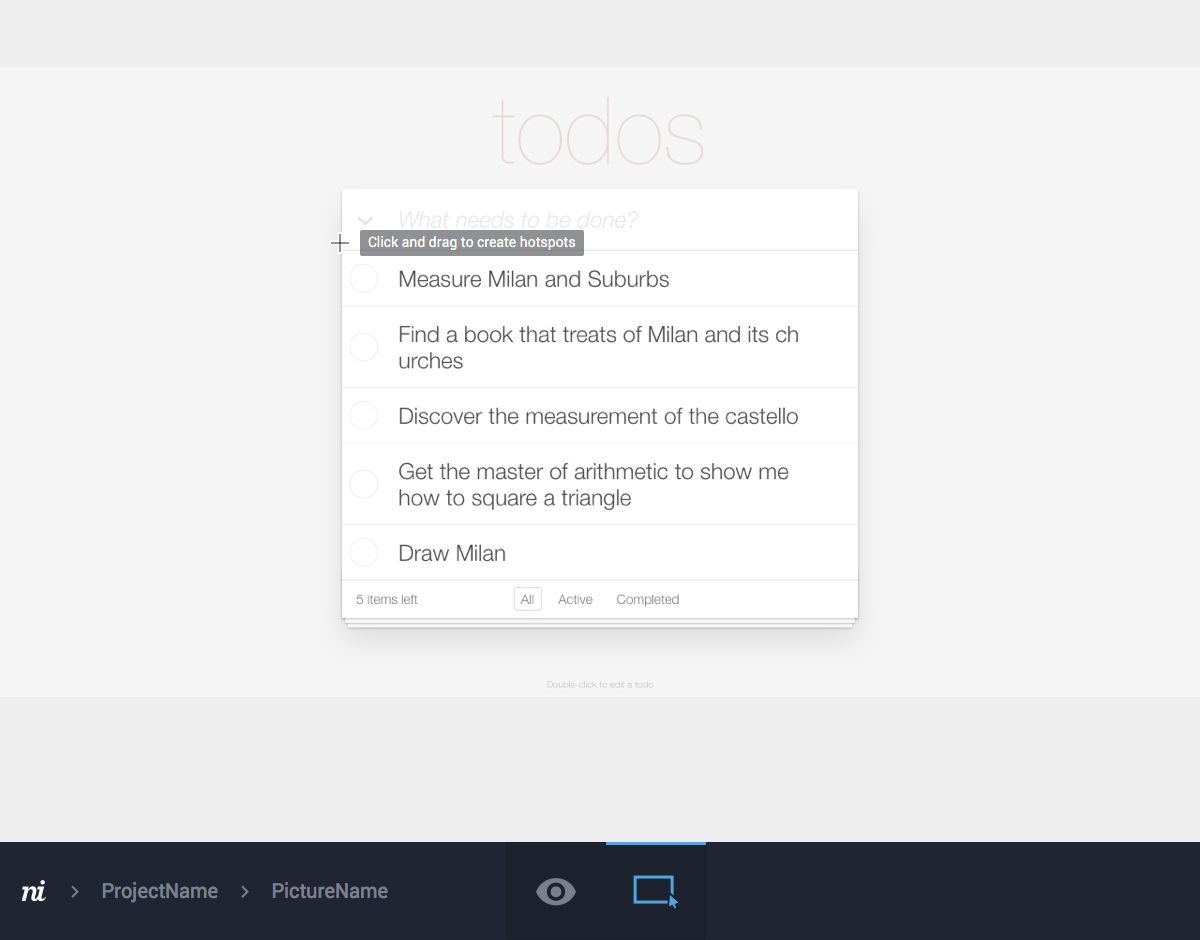 todos
What needs to be done?
Click and drag to create hotspots
Measure Milan and Suburbs
Find a book that treats of Milan and its ch
urches
Discover the measurement of the castello
Get the master of arithmetic to show me
how to square a triangle
Draw Milan
5 items left All Active Completed
Double-click to edit a todo
ni > ProjectName > PictureName